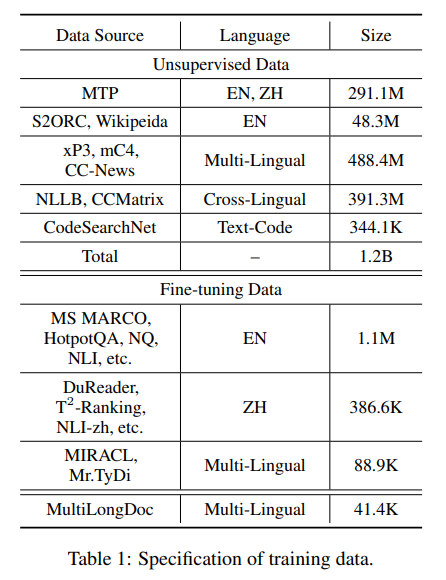 Data Source Language Size
Unsupervised Data
MTP EN, ZH 291.1M
S2ORC, Wikipeida EN 48.3M
xP3, mC4,
CC-News Multi-Lingual 488.4M
NLLB, CCMatrix Cross-Lingual 391.3M
CodeSearchNet Text-Code 344.1K
Total – 1.2B
Fine-tuning Data
MS MARCO,
HotpotQA, NQ, EN 1.1M
NLI, etc.
DuReader,
T²-Ranking, ZH 386.6K
NLI-zh, etc.
MIRACL,
Mr.TyDi Multi-Lingual 88.9K
MultiLongDoc Multi-Lingual 41.4K
Table 1: Specification of training data.